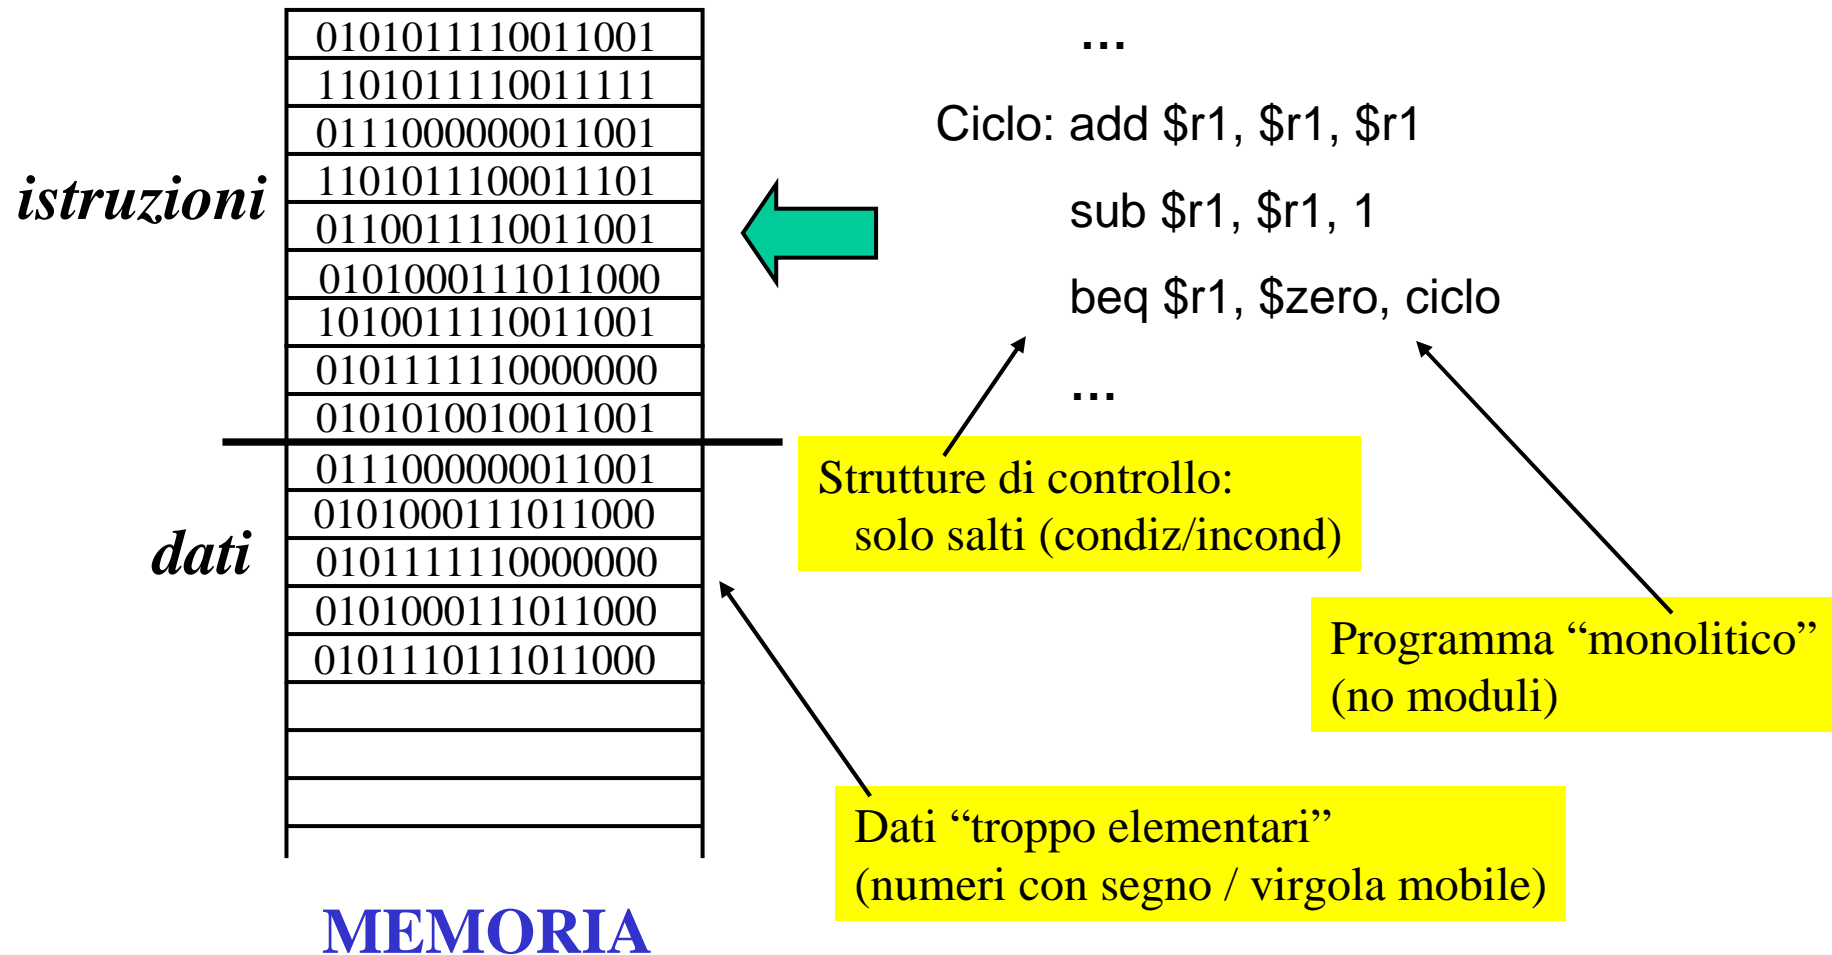 istruzioni
0101011110011001
1101011110011111
0111000000011001
1101011100011101
0110011110011001
0101000111011000
1010011110011001
0101111110000000
0101010010011001
dati
0111000000011001
0101000111011000
0101111110000000
0101000111011000
0101110111011000
MEMORIA
...
Ciclo: add $r1, $r1, $r1
sub $r1, $r1, 1
beq $r1, $zero, ciclo
...
Strutture di controllo:
solo salti (condiz/incond)
Programma “monolitico”
(no moduli)
Dati “troppo elementari”
(numeri con segno / virgola mobile)